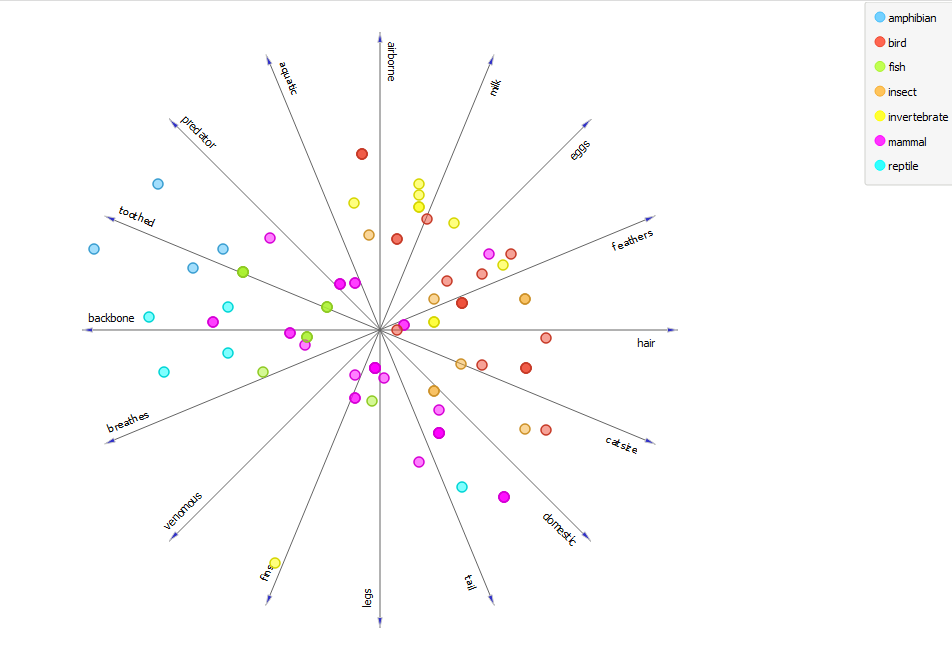 amphibian
bird
fish
insect
invertebrate
mammal
reptile
airborne
aquatic
milk
predator
eggs
toothed
feathers
backbone
hair
breathes
catsize
venomous
domestic
fins
legs
tail